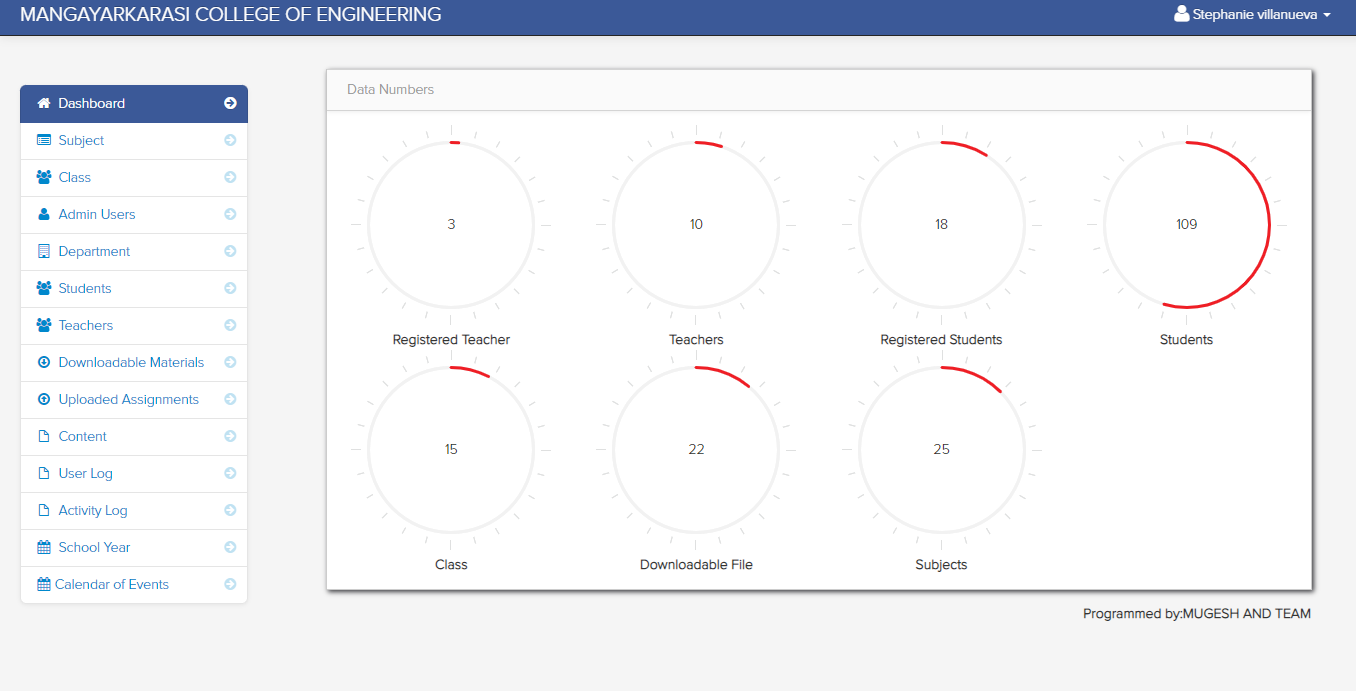 MANGAYARKARASI COLLEGE OF ENGINEERING
Stephanie villanueva
Dashboard
Subject
Class
Admin Users
Department
Students
Teachers
Downloadable Materials
Uploaded Assignments
Content
User Log
Activity Log
School Year
Calendar of Events
Data Numbers
3
10
18
109
Registered Teacher
Teachers
Registered Students
Students
15
22
25
Class
Downloadable File
Subjects
Programmed by:MUGESH AND TEAM